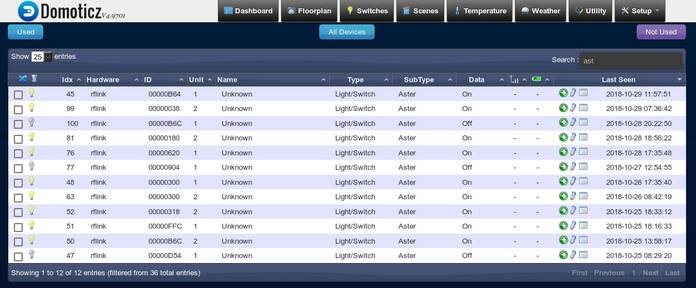 Domoticz
V4.9701
Dashboard Floorplan Switches Scenes Temperature Weather Utility Setup
Used All Devices Not Used
Show 25 entries Search : ast
Idx Hardware ID Unit Name Type SubType Data Last Seen
45 rflink 00000B64 1 Unknown Light/Switch Aster On - - 2018-10-29 11:57:51
99 rflink 00000038 2 Unknown Light/Switch Aster On - - 2018-10-29 07:36:42
100 rflink 00000B6C 1 Unknown Light/Switch Aster Off - - 2018-10-28 20:22:50
81 rflink 00000180 2 Unknown Light/Switch Aster On - - 2018-10-28 18:56:22
76 rflink 00000620 1 Unknown Light/Switch Aster On - - 2018-10-28 17:35:48
77 rflink 00000904 1 Unknown Light/Switch Aster Off - - 2018-10-27 12:54:55
48 rflink 00000300 1 Unknown Light/Switch Aster On - - 2018-10-26 17:35:40
63 rflink 00000300 2 Unknown Light/Switch Aster On - - 2018-10-26 08:42:19
52 rflink 00000318 2 Unknown Light/Switch Aster On - - 2018-10-25 18:33:12
51 rflink 00000FFC 1 Unknown Light/Switch Aster On - - 2018-10-25 18:16:33
50 rflink 00000B6C 2 Unknown Light/Switch Aster On - - 2018-10-25 13:58:17
47 rflink 00000D54 1 Unknown Light/Switch Aster Off - - 2018-10-25 08:29:20
Showing 1 to 12 of 12 entries (filtered from 36 total entries) First Previous 1 Next Last